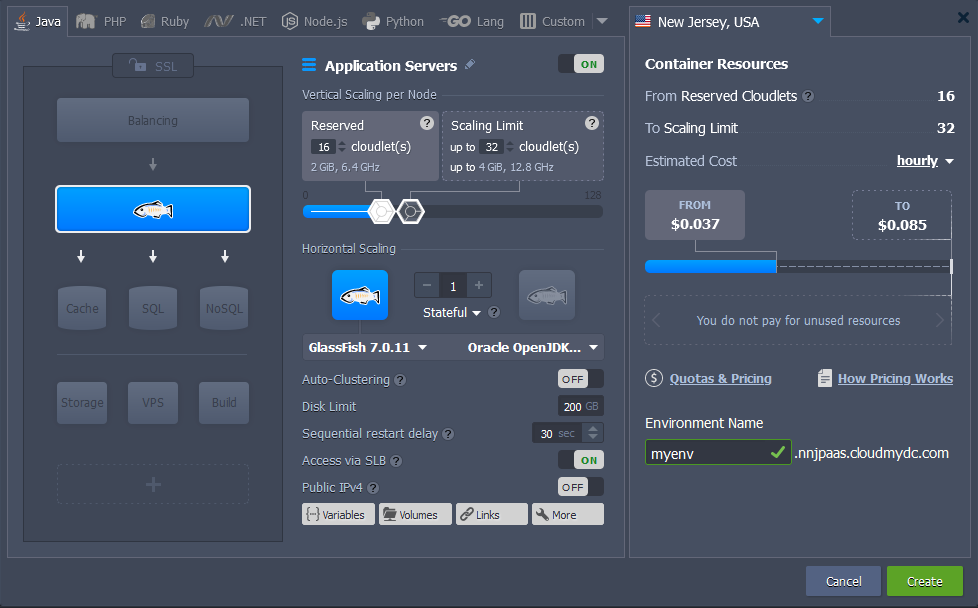 Java PHP Ruby .NET Node.js Python Lang Custom
SSL
Balancing
Cache SQL NoSQL
Storage VPS Build
Application Servers ON
Vertical Scaling per Node
Reserved ?
16 cloudlet(s)
2 GiB, 6.4 GHz
Scaling Limit ?
up to 32 cloudlet(s)
up to 4 GiB, 12.8 GHz
0 128
Horizontal Scaling
1
Stateful ?
GlassFish 7.0.11 Oracle OpenJDK...
Auto-Clustering ? OFF
Disk Limit 200 GB
Sequential restart delay ? 30 sec
Access via SLB ? ON
Public IPv4 ? OFF
Variables Volumes Links More
New Jersey, USA
Container Resources
From Reserved Cloudlets ? 16
To Scaling Limit 32
Estimated Cost hourly
FROM
$0.037
TO
$0.085
You do not pay for unused resources
$ Quotas & Pricing How Pricing Works
Environment Name
myenv .nnjpaas.cloudmydc.com
Cancel Create